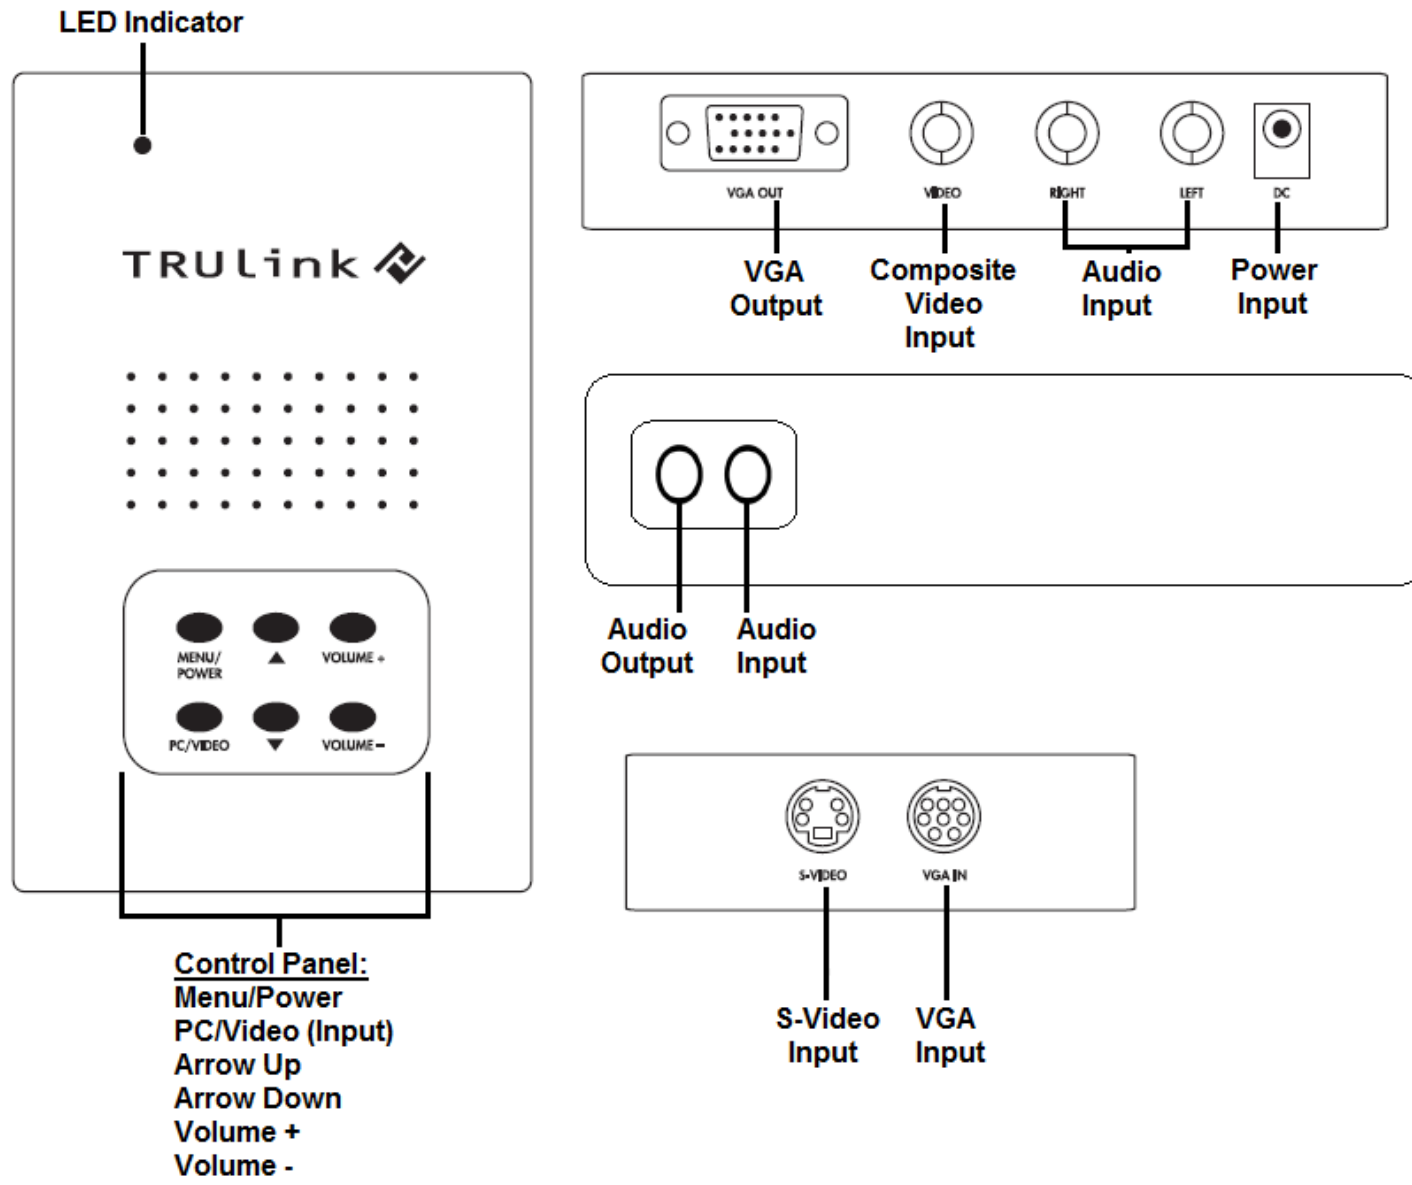 LED Indicator
TRULink
MENU/
POWER
▲
VOLUME +
PC/VIDEO
▼
VOLUME -
Control Panel:
Menu/Power
PC/Video (Input)
Arrow Up
Arrow Down
Volume +
Volume -
VGA OUT
VIDEO
RIGHT
LEFT
DC
VGA
Output
Composite
Video
Input
Audio
Input
Power
Input
Audio
Output
Audio
Input
S-VIDEO
VGA IN
S-Video
Input
VGA
Input